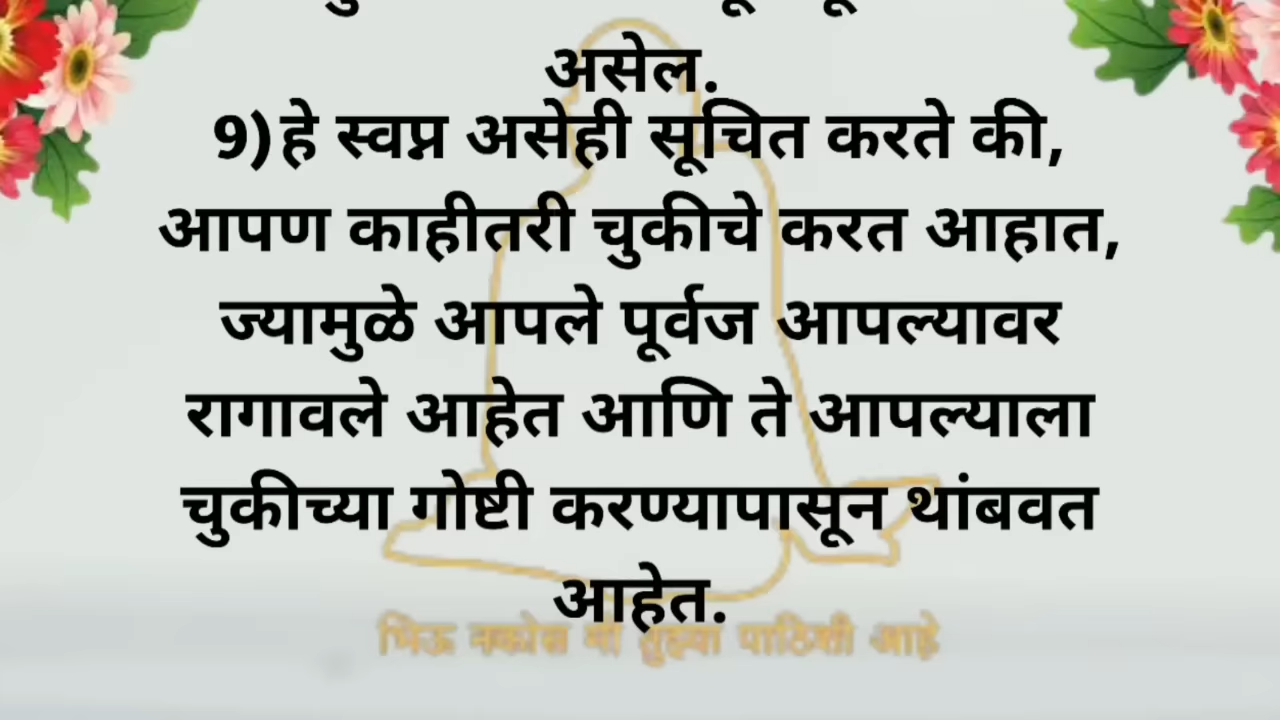 असेल.
9) हे स्वप्न असेही सूचित करते की,
आपण काहीतरी चुकीचे करत आहात,
ज्यामुळे आपले पूर्वज आपल्यावर
रागावले आहेत आणि ते आपल्याला
चुकीच्या गोष्टी करण्यापासून थांबवत
आहेत.
भिऊ नकोस मी तुझ्या पाठिशी आहे